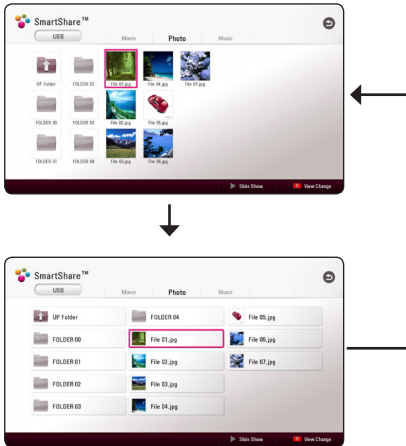 SmartShare™
USB
Movie Photo Music
UP Folder FOLDER 02 File 01.jpg File 04.jpg File 07.jpg
FOLDER 00 FOLDER 03 File 02.jpg File 05.jpg
FOLDER 01 FOLDER 04 File 03.jpg File 06.jpg
Slide Show View Change
SmartShare™
USB
Movie Photo Music
UP Folder FOLDER 04 File 05.jpg
FOLDER 00 File 01.jpg File 06.jpg
FOLDER 01 File 02.jpg File 07.jpg
FOLDER 02 File 03.jpg
FOLDER 03 File 04.jpg
Slide Show View Change